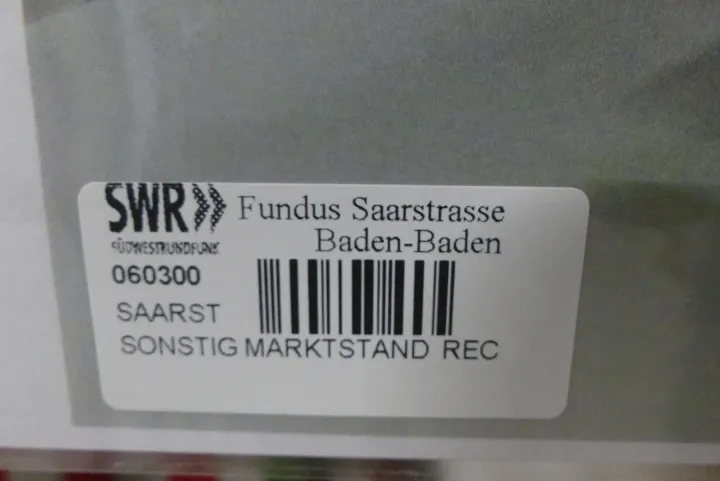 SWR Fundus Saarstrasse
SÜDWESTRUNDFUNK Baden-Baden
060300
SAARST
SONSTIG MARKTSTAND REC